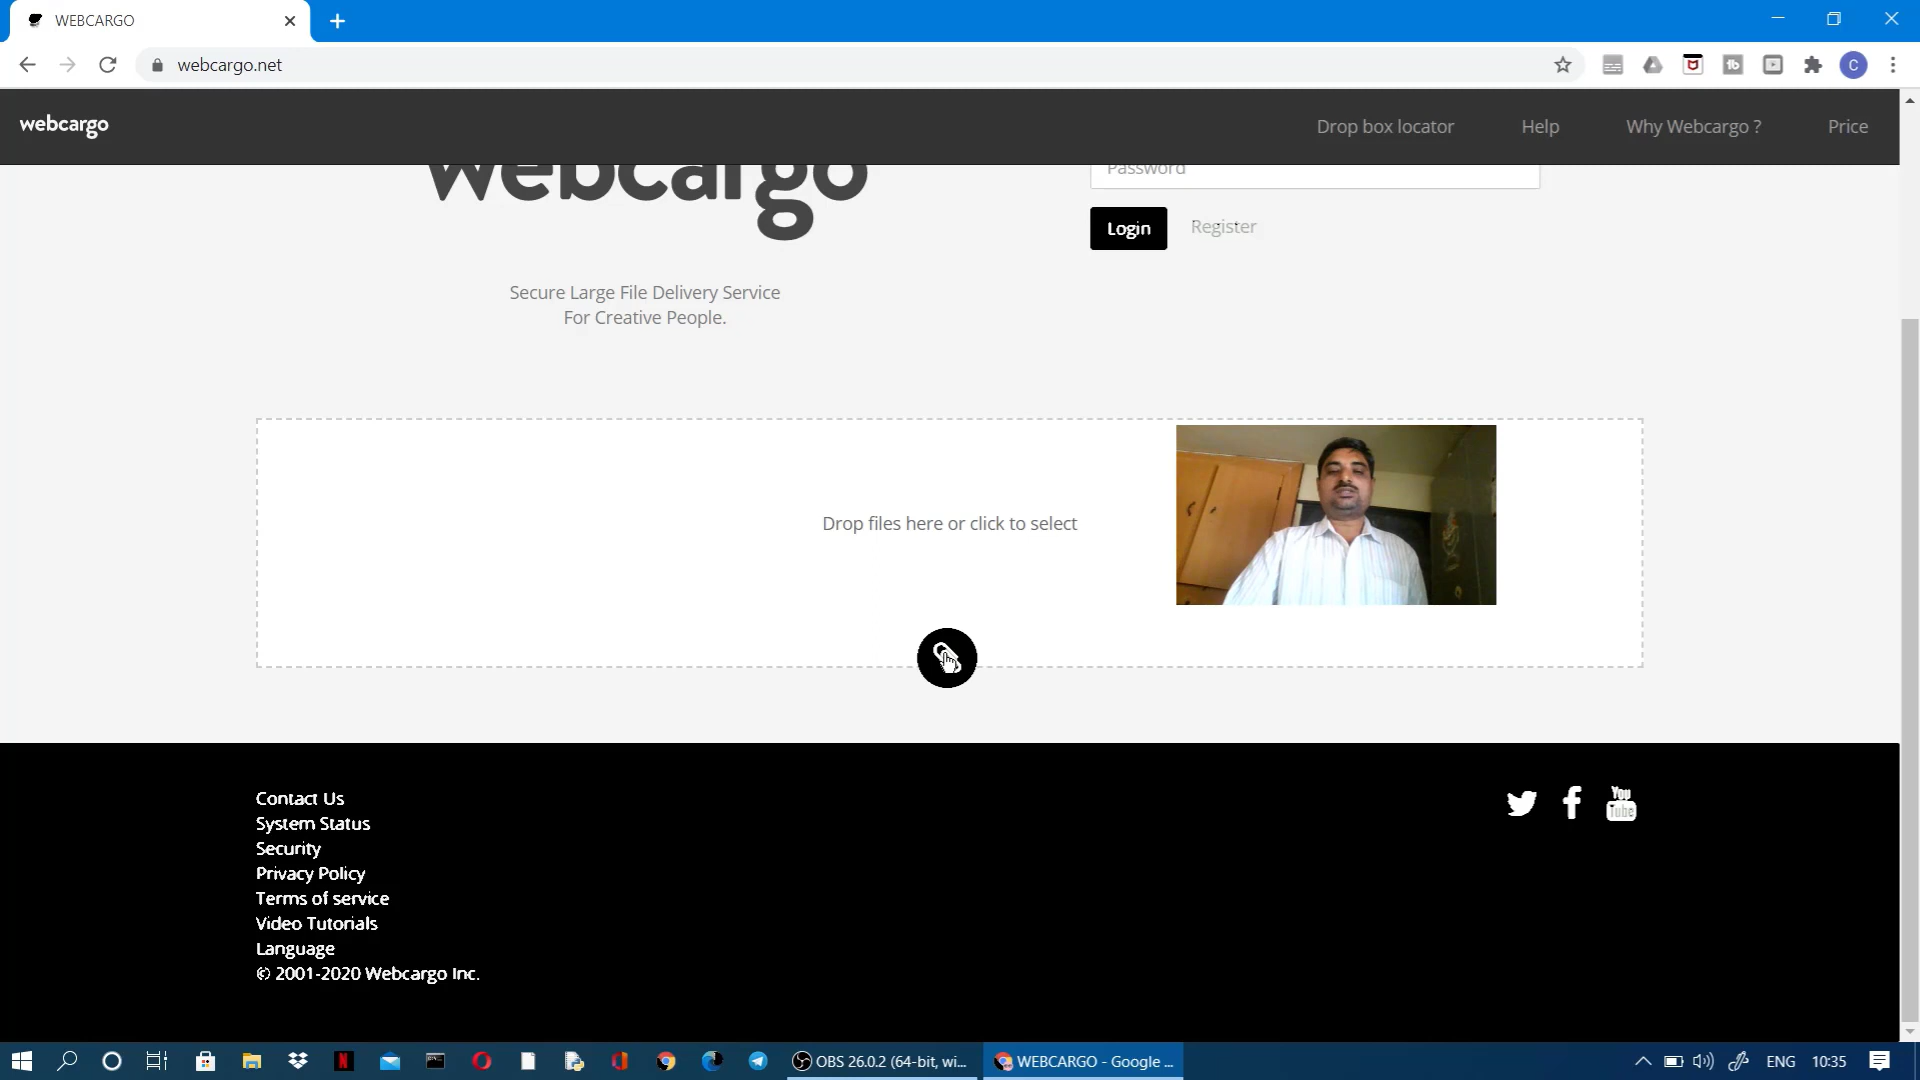 WEBCARGO
webcargo.net
webcargo
Drop box locator
Help
Why Webcargo ?
Price
webcargo
Password
Login
Register
Secure Large File Delivery Service
For Creative People.
Drop files here or click to select
Contact Us
System Status
Security
Privacy Policy
Terms of service
Video Tutorials
Language
© 2001-2020 Webcargo Inc.
You
Tube
OBS 26.0.2 (64-bit, wi...
WEBCARGO - Google ...
ENG
10:35
C